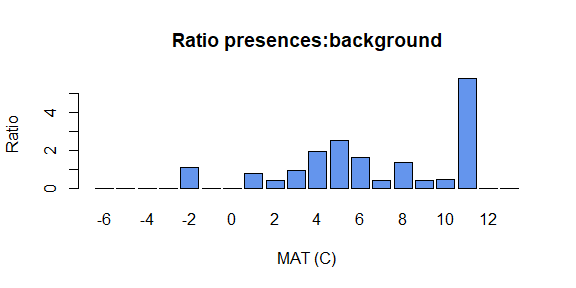 Ratio presences:background
Ratio
4
2
0
-6 -4 -2 0 2 4 6 8 10 12
MAT (C)